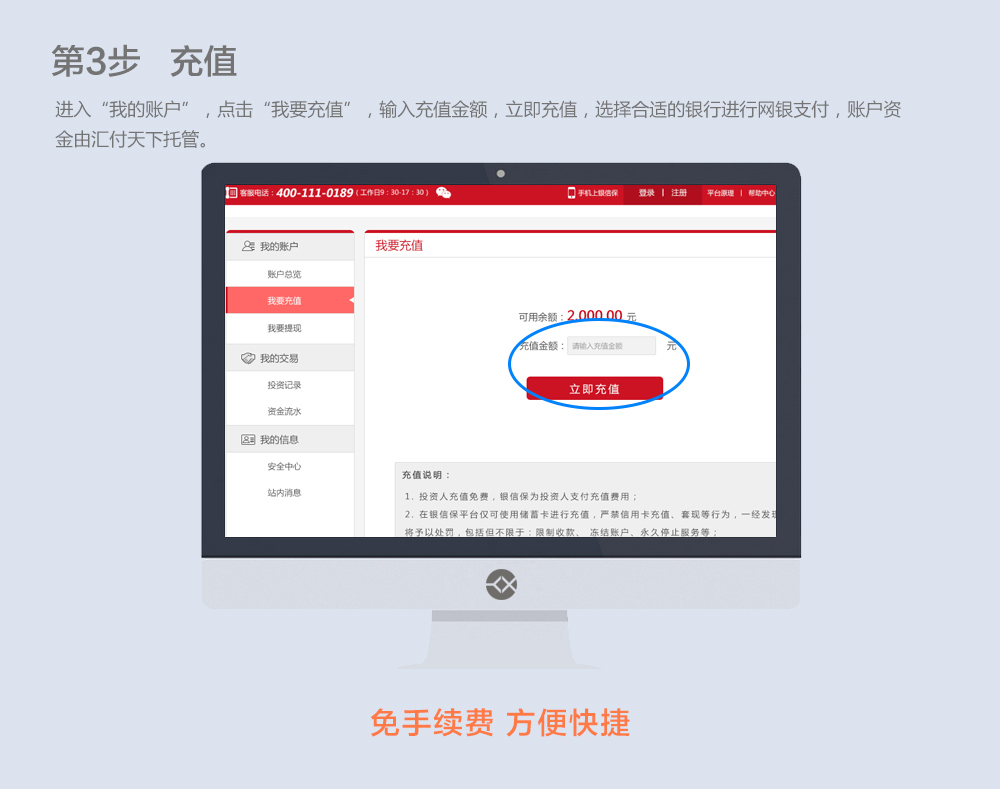 第3步 充值
进入“我的账户”，点击“我要充值”，输入充值金额，立即充值，选择合适的银行进行网银支付，账户资
金由汇付天下托管。
客服电话：400-111-0189（工作日9：30-17：30） 手机上银信保 登录 | 注册 平台原理 | 帮助中心
我的账户
账户总览
我要充值
我要提现
我的交易
投资记录
资金流水
我的信息
安全中心
站内消息
我要充值
可用余额：2,000.00 元
充值金额： 请输入充值金额 元
立即充值
充值说明：
1. 投资人充值免费，银信保为投资人支付充值费用；
2. 在银信保平台仅可使用储蓄卡进行充值，严禁信用卡充值、套现等行为，一经发现
将予以处罚，包括但不限于：限制收款、 冻结账户、永久停止服务等；
免手续费 方便快捷